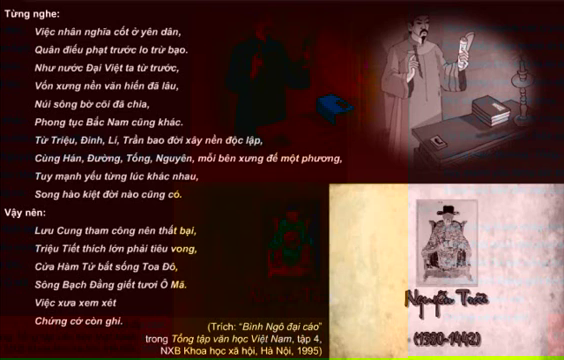 Từng nghe:
Việc nhân nghĩa cốt ở yên dân,
Quân điếu phạt trước lo trừ bạo.
Như nước Đại Việt ta từ trước,
Vốn xưng nền văn hiến đã lâu,
Núi sông bờ cõi đã chia,
Phong tục Bắc Nam cũng khác.
Từ Triệu, Đinh, Lí, Trần bao đời xây nền độc lập,
Cùng Hán, Đường, Tống, Nguyên, mỗi bên xưng đế một phương,
Tuy mạnh yếu từng lúc khác nhau,
Song hào kiệt đời nào cũng có.
Vậy nên:
Lưu Cung tham công nên thất bại,
Triệu Tiết thích lớn phải tiêu vong,
Cửa Hàm Tử bắt sống Toa Đô,
Sông Bạch Đằng giết tươi Ô Mã.
Việc xưa xem xét
Chứng cớ còn ghi.
(Trích: "Bình Ngô đại cáo"
trong Tổng tập văn học Việt Nam, tập 4,
NXB Khoa học xã hội, Hà Nội, 1995)
Nguyễn Trãi
(1380-1442)